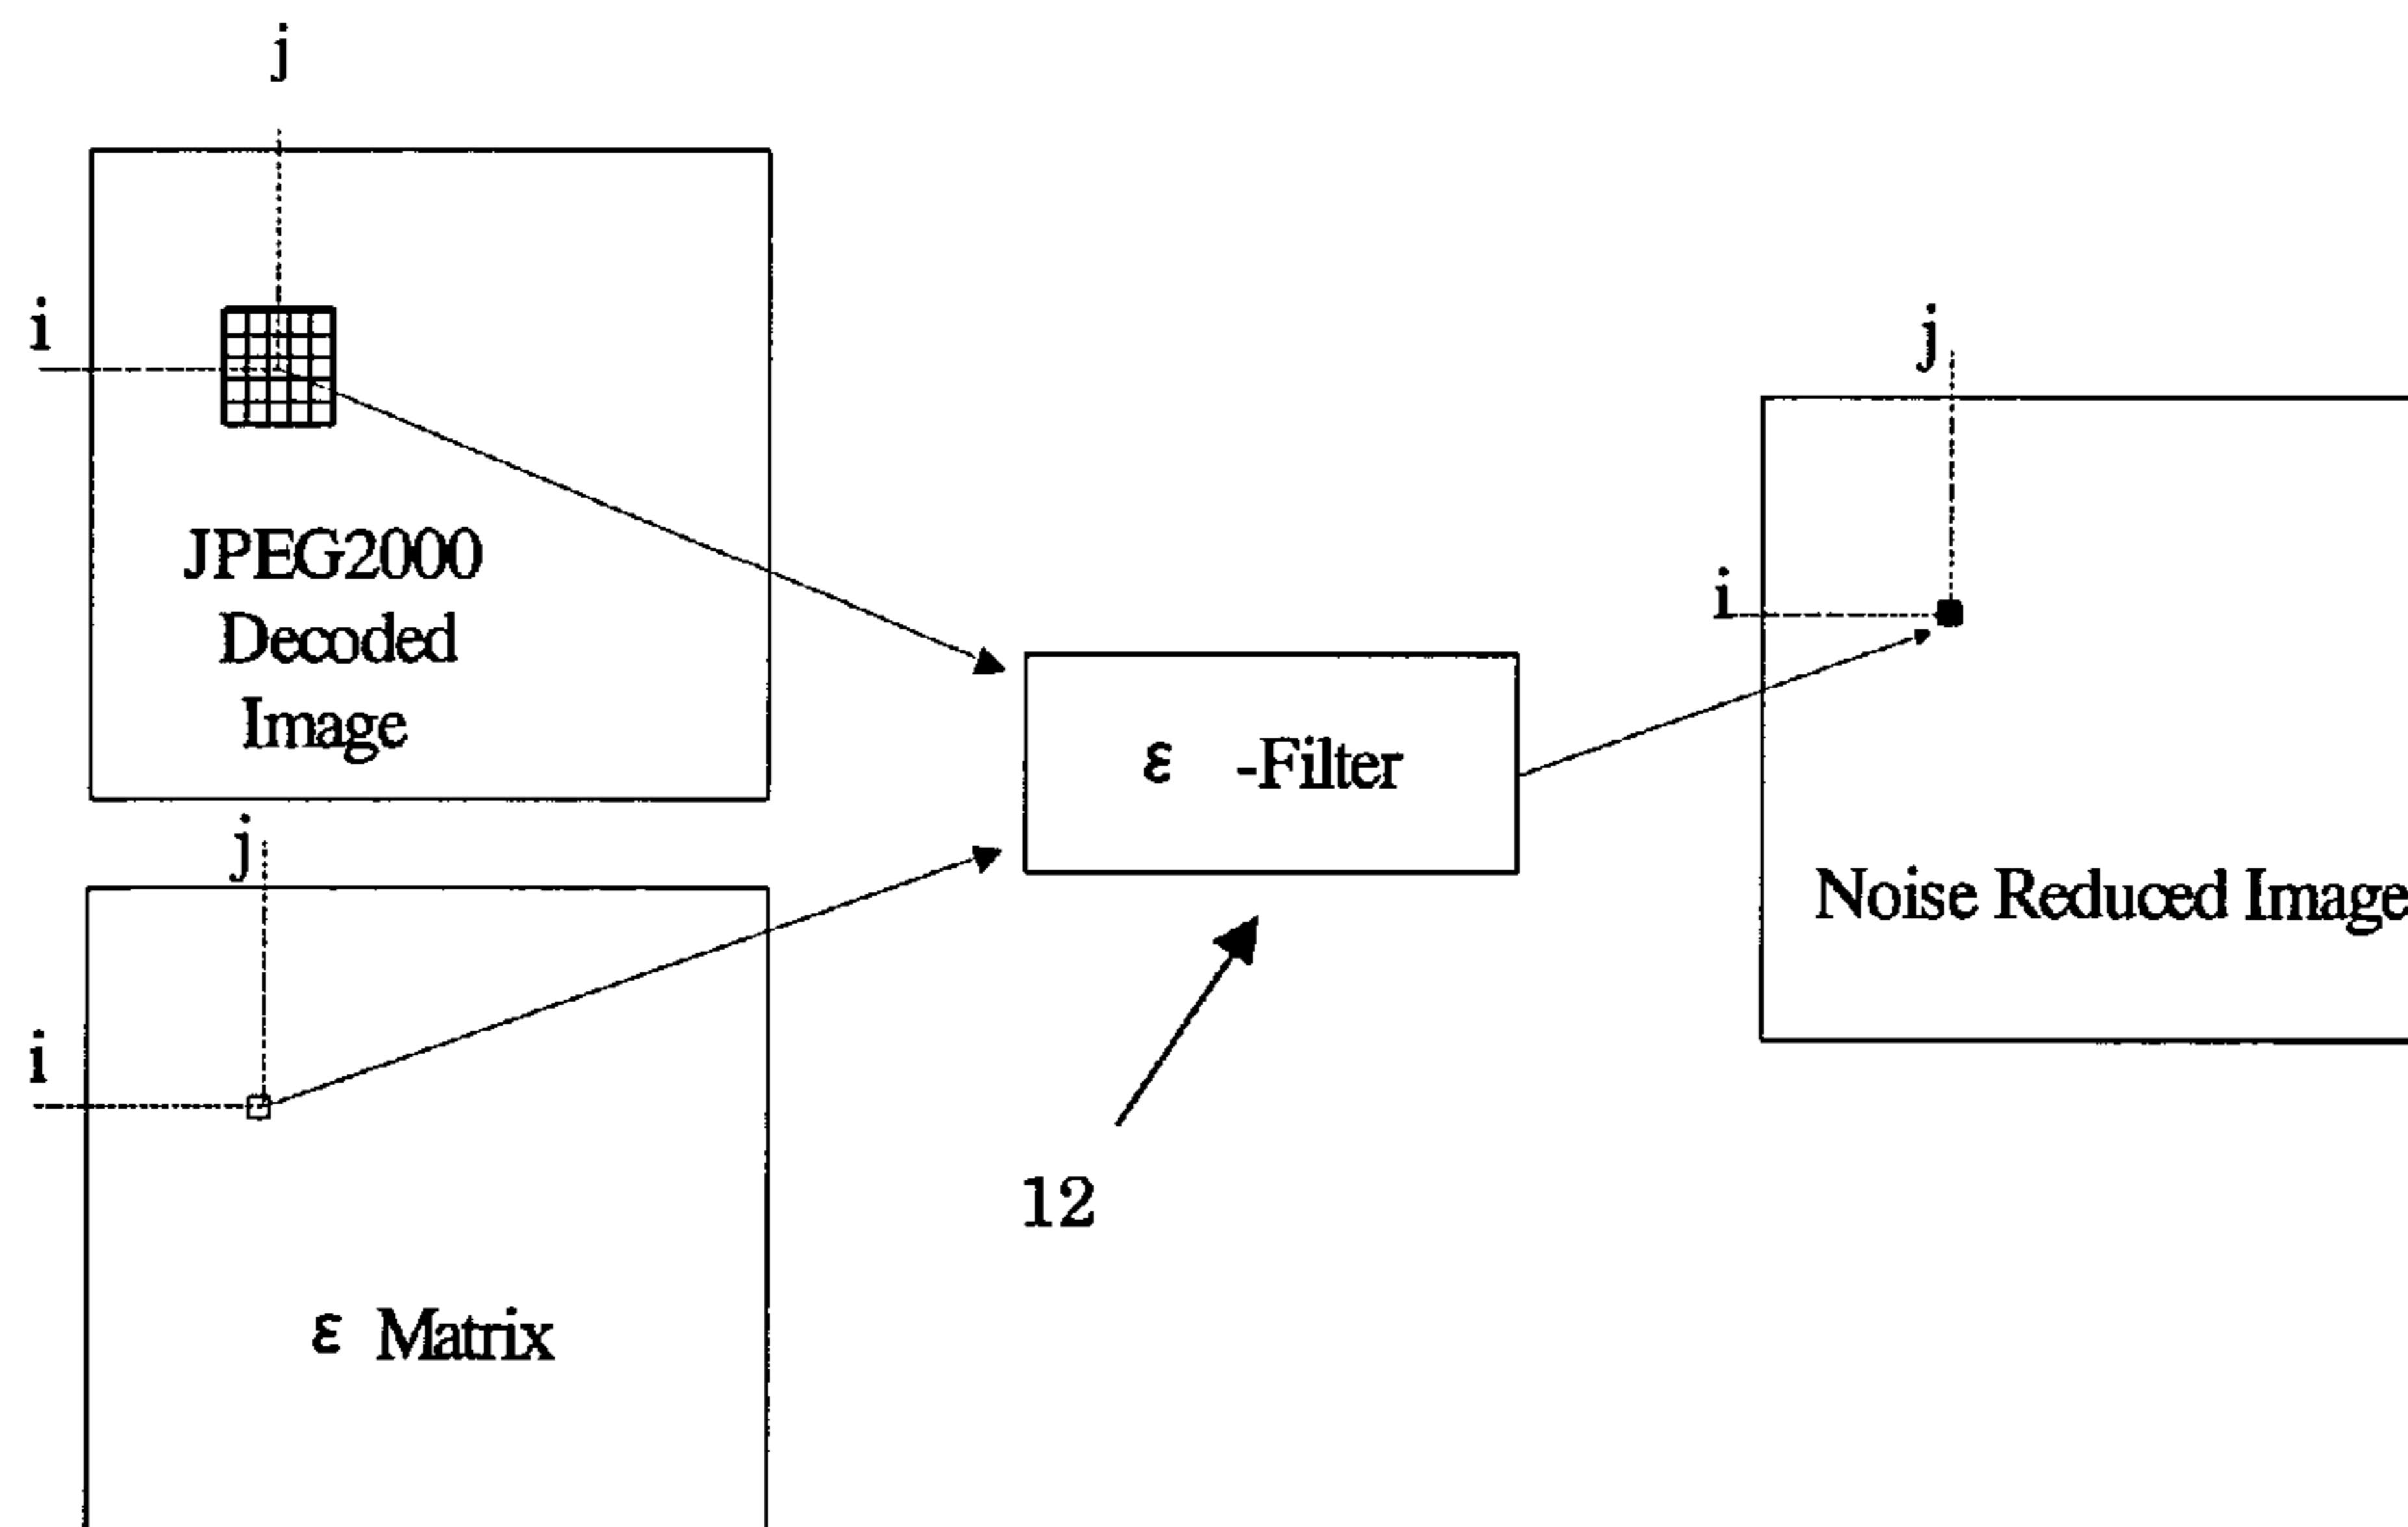 j
i
JPEG2000
Decoded
Image
j
i
ε Matrix
ε -Filter
12
j
i
Noise Reduced Image